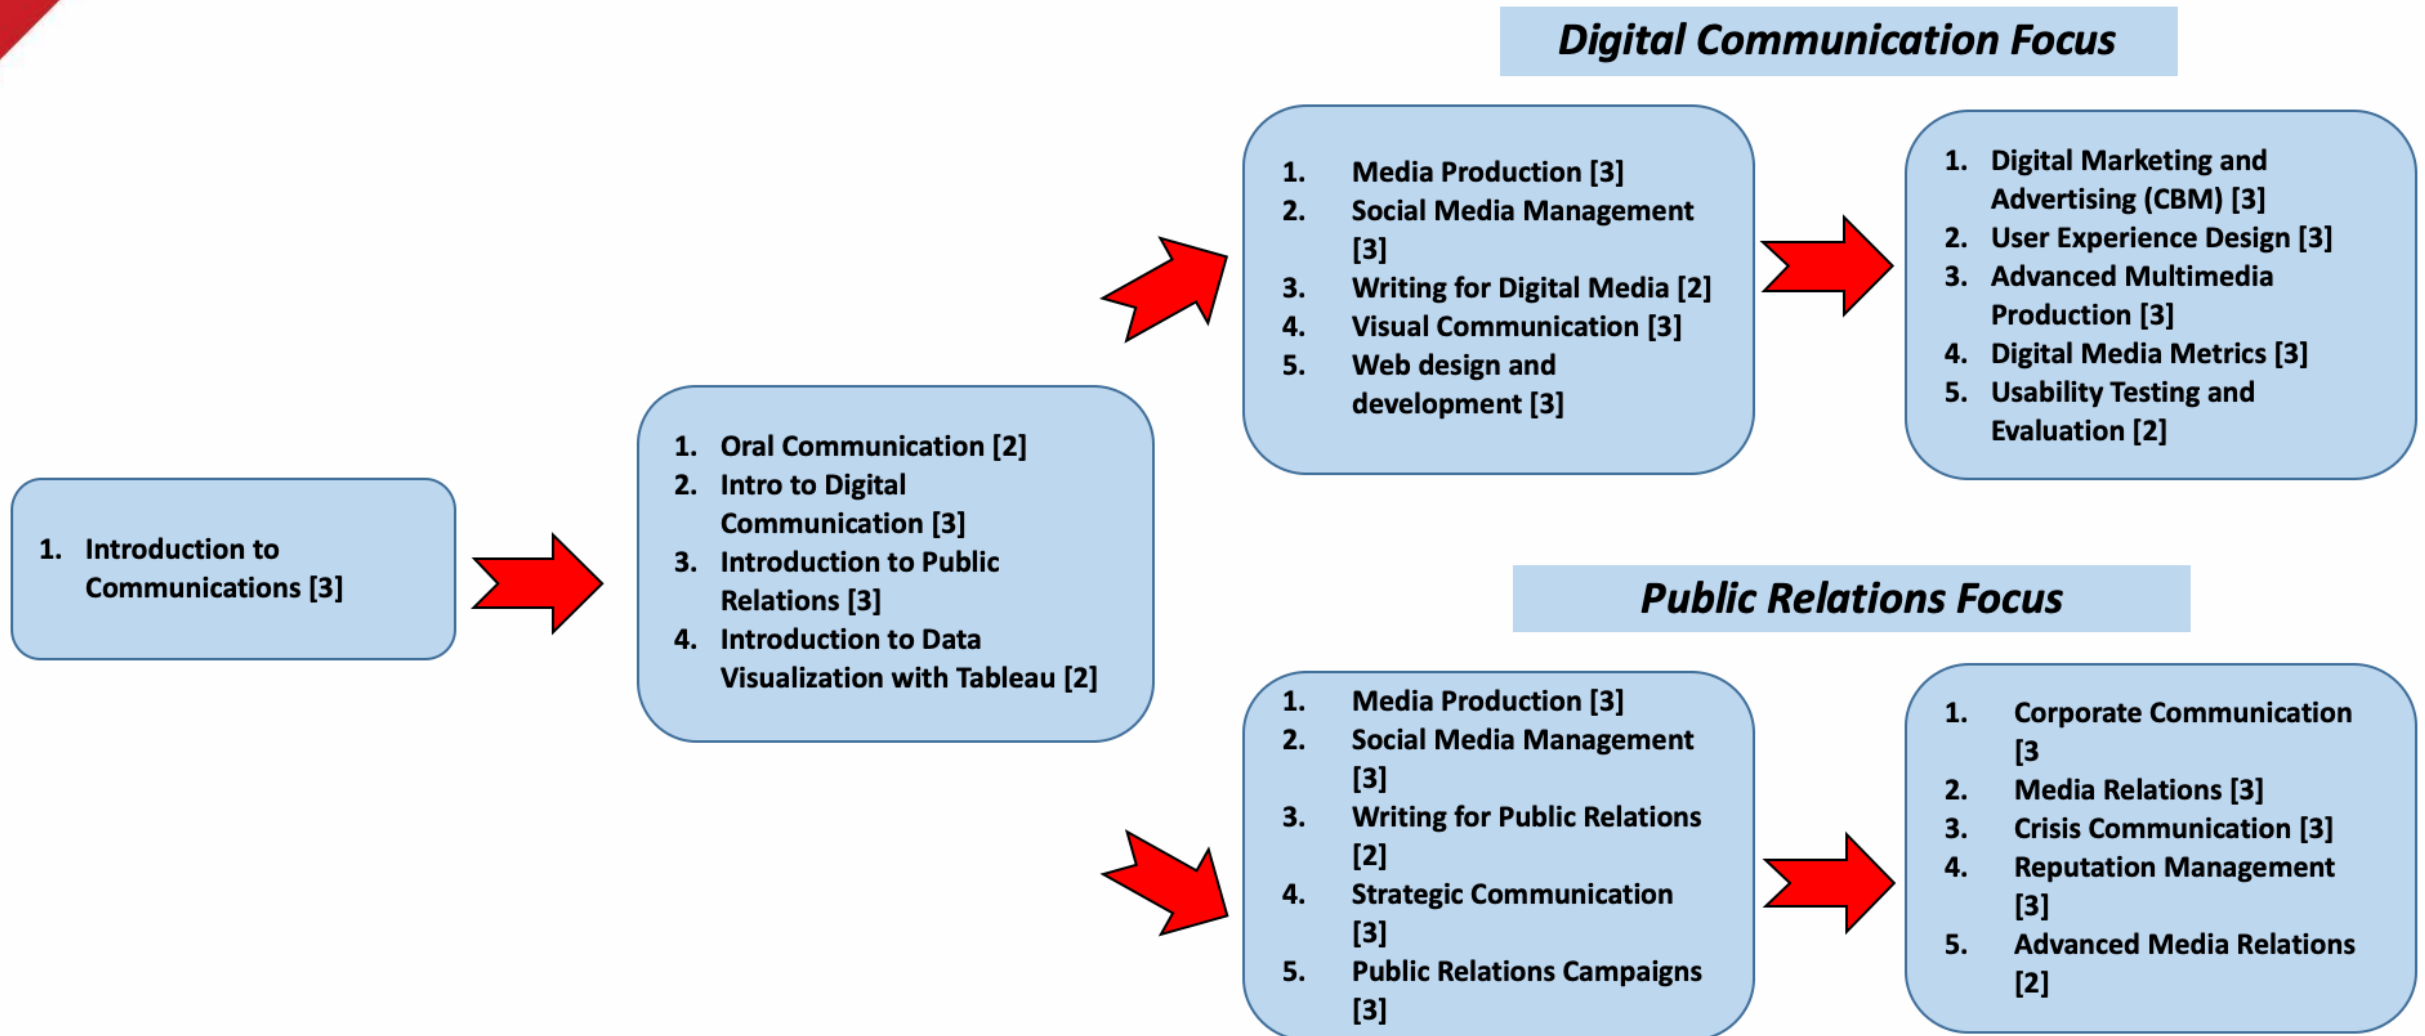 Digital Communication Focus
1. Media Production [3]
2. Social Media Management
[3]
3. Writing for Digital Media [2]
4. Visual Communication [3]
5. Web design and
development [3]
1. Digital Marketing and
Advertising (CBM) [3]
2. User Experience Design [3]
3. Advanced Multimedia
Production [3]
4. Digital Media Metrics [3]
5. Usability Testing and
Evaluation [2]
1. Introduction to
Communications [3]
1. Oral Communication [2]
2. Intro to Digital
Communication [3]
3. Introduction to Public
Relations [3]
4. Introduction to Data
Visualization with Tableau [2]
Public Relations Focus
1. Media Production [3]
2. Social Media Management
[3]
3. Writing for Public Relations
[2]
4. Strategic Communication
[3]
5. Public Relations Campaigns
[3]
1. Corporate Communication
[3
2. Media Relations [3]
3. Crisis Communication [3]
4. Reputation Management
[3]
5. Advanced Media Relations
[2]